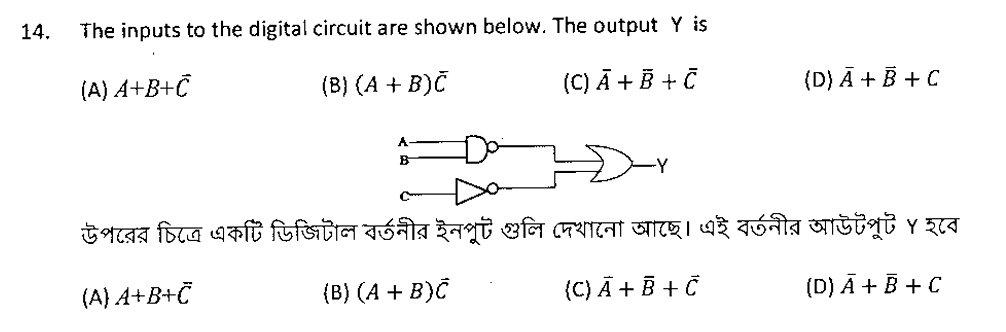 14. The inputs to the digital circuit are shown below. The output Y is
(A) A+B+C̄ (B) (A + B)C̄ (C) Ā + B̄ + C̄ (D) Ā + B̄ + C
A
B
C
Y
উপরের চিত্রে একটি ডিজিটাল বর্তনীর ইনপুট গুলি দেখানো আছে। এই বর্তনীর আউটপুট Y হবে
(A) A+B+C̄ (B) (A + B)C̄ (C) Ā + B̄ + C̄ (D) Ā + B̄ + C